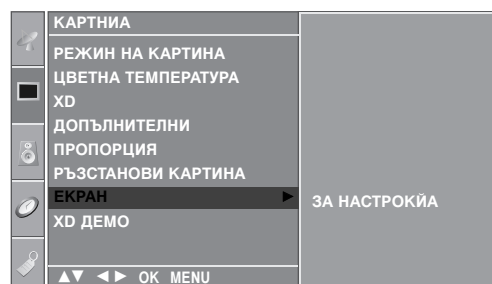 КАРТНИА
РЕЖИН НА КАРТИНА
ЦВЕТНА ТЕМПЕРАТУРА
XD
ДОПЪЛНИТЕЛНИ
ПРОПОРЦИЯ
РЪЗСТАНОВИ КАРТИНА
ЕКРАН ▶ ЗА НАСТРОКЙА
XD ДЕМО
▲▼ ◀▶ OK MENU